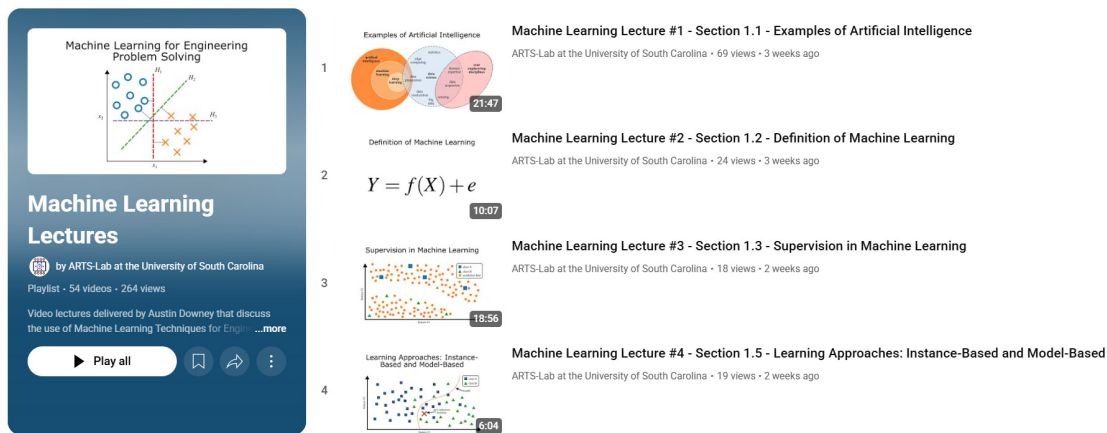 Machine Learning for Engineering
Problem Solving
H₁
H₂
H₃
x₂
x₁
Machine Learning
Lectures
by ARTS-Lab at the University of South Carolina
Playlist • 54 videos • 264 views
Video lectures delivered by Austin Downey that discuss
the use of Machine Learning Techniques for Engine ...more
Play all
1
Examples of Artificial Intelligence
21:47
Machine Learning Lecture #1 - Section 1.1 - Examples of Artificial Intelligence
ARTS-Lab at the University of South Carolina • 69 views • 3 weeks ago
2
Definition of Machine Learning
Y = f(X) + e
10:07
Machine Learning Lecture #2 - Section 1.2 - Definition of Machine Learning
ARTS-Lab at the University of South Carolina • 24 views • 3 weeks ago
3
Supervision in Machine Learning
18:56
Machine Learning Lecture #3 - Section 1.3 - Supervision in Machine Learning
ARTS-Lab at the University of South Carolina • 18 views • 2 weeks ago
4
Learning Approaches: Instance-
Based and Model-Based
6:04
Machine Learning Lecture #4 - Section 1.5 - Learning Approaches: Instance-Based and Model-Based
ARTS-Lab at the University of South Carolina • 19 views • 2 weeks ago